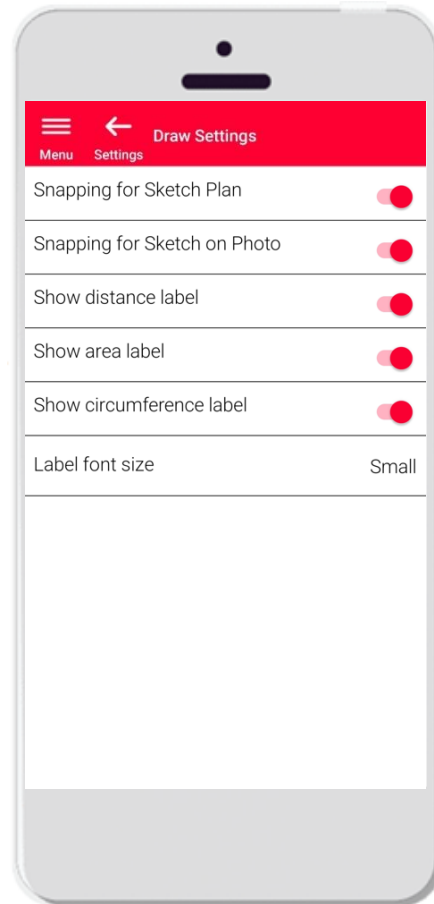 Draw Settings
Menu Settings
Snapping for Sketch Plan
Snapping for Sketch on Photo
Show distance label
Show area label
Show circumference label
Label font size Small